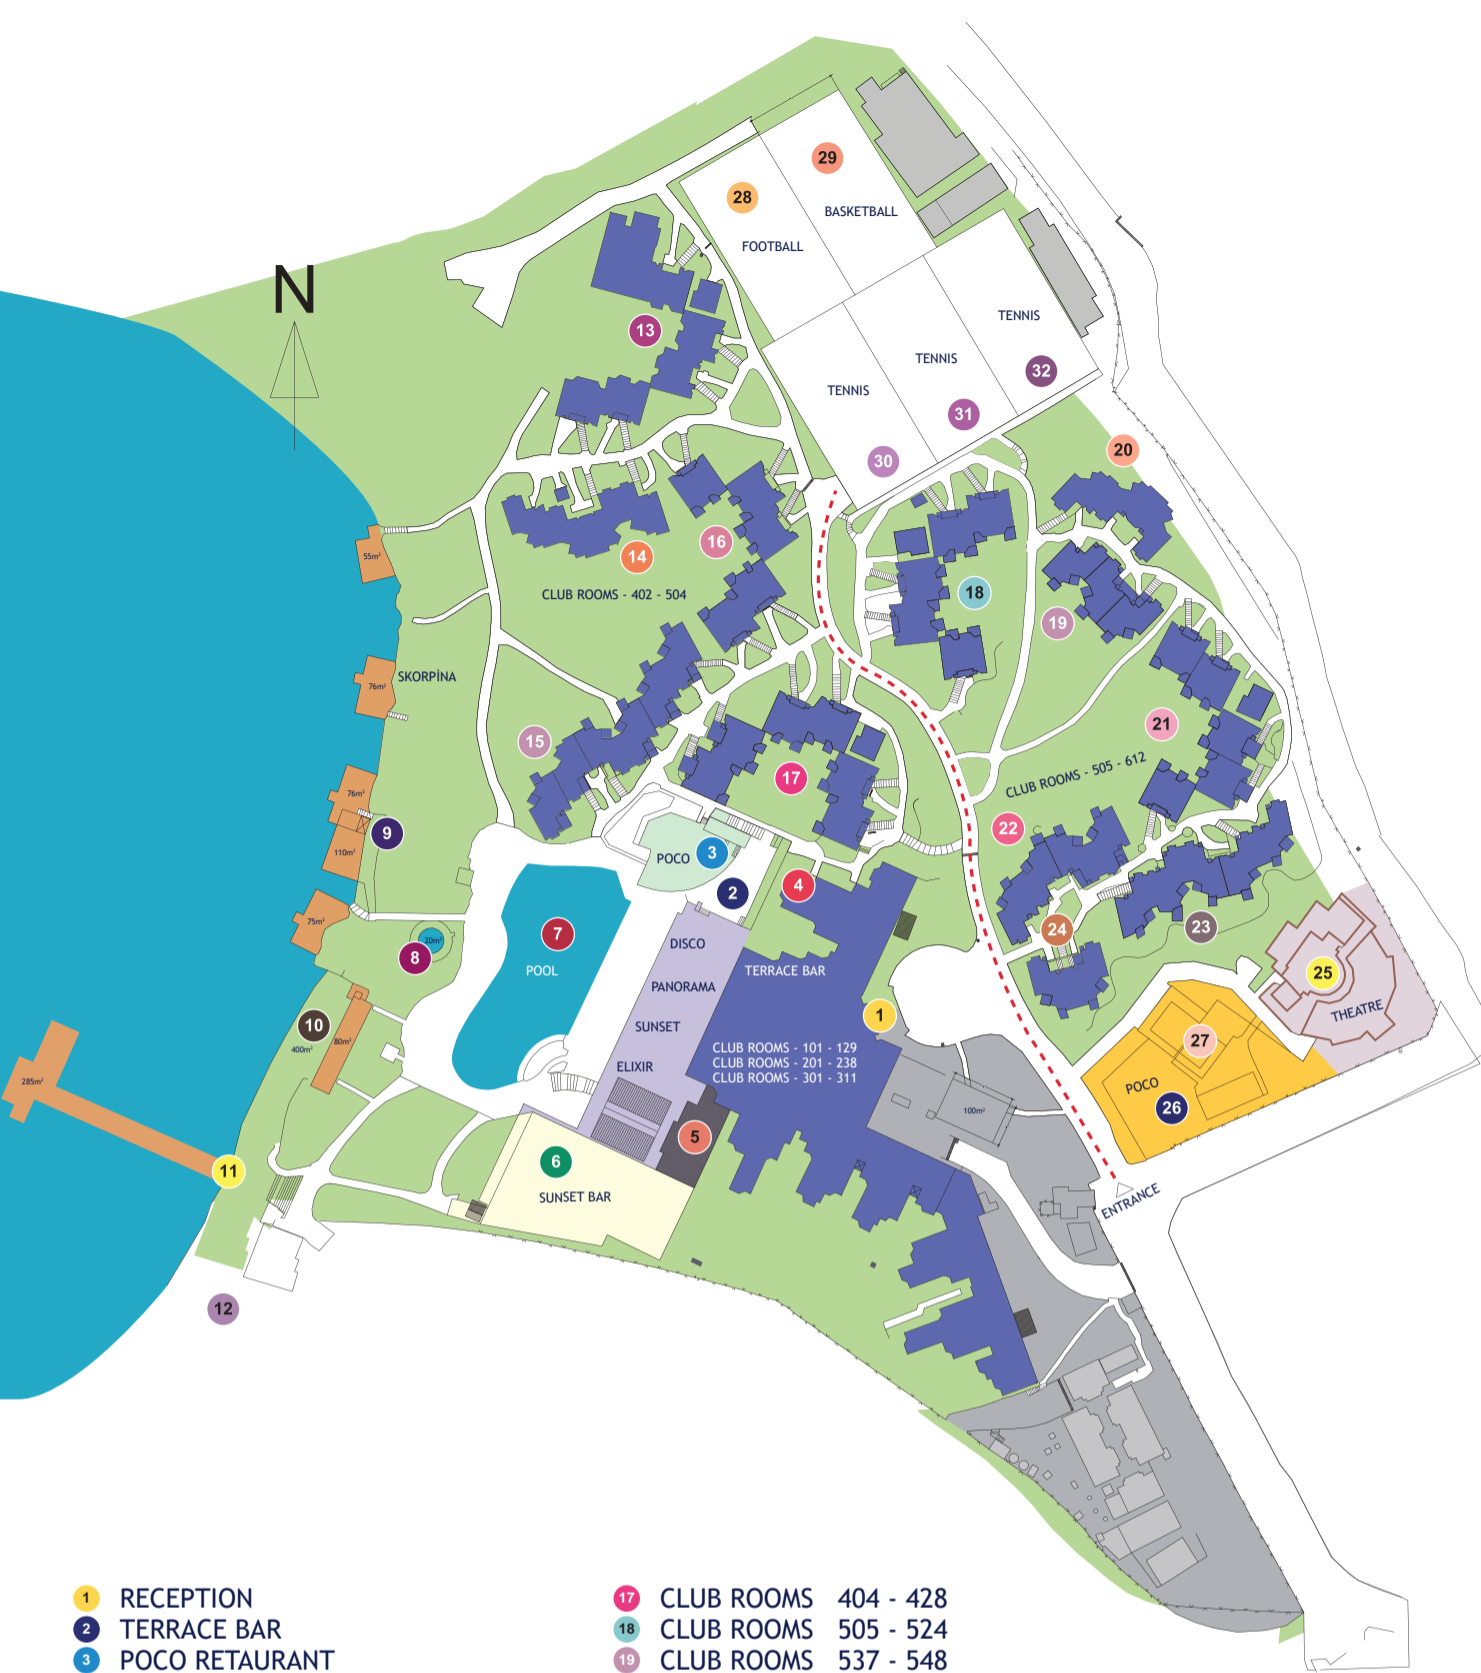 29
28
BASKETBALL
FOOTBALL
N
TENNIS
13
TENNIS
32
TENNIS
31
20
30
16
55m²
14
18
CLUB ROOMS - 402 - 504
19
SKORPİNA
76m²
21
15
CLUB ROOMS - 505 - 612
17
76m²
22
9
110m²
POCO
3
4
2
75m²
23
24
7
20m²
DISCO
8
POOL
TERRACE BAR
25
PANORAMA
THEATRE
1
10
SUNSET
27
400m²
80m²
CLUB ROOMS - 101 - 129
CLUB ROOMS - 201 - 238
CLUB ROOMS - 301 - 311
ELIXIR
285m²
POCO
26
100m²
5
6
11
SUNSET BAR
ENTRANCE
12
1 RECEPTION
2 TERRACE BAR
3 POCO RETAURANT
17 CLUB ROOMS 404 - 428
18 CLUB ROOMS 505 - 524
19 CLUB ROOMS 537 - 548